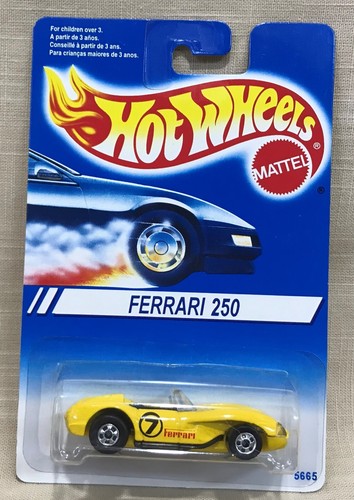 For children over 3.
A partir de 3 años.
Conseillé à partir de 3 ans.
Para crianças maiores de 3 anos.
HOT WHEELS®
MATTEL
®
FERRARI 250
7
Ferrari
5665